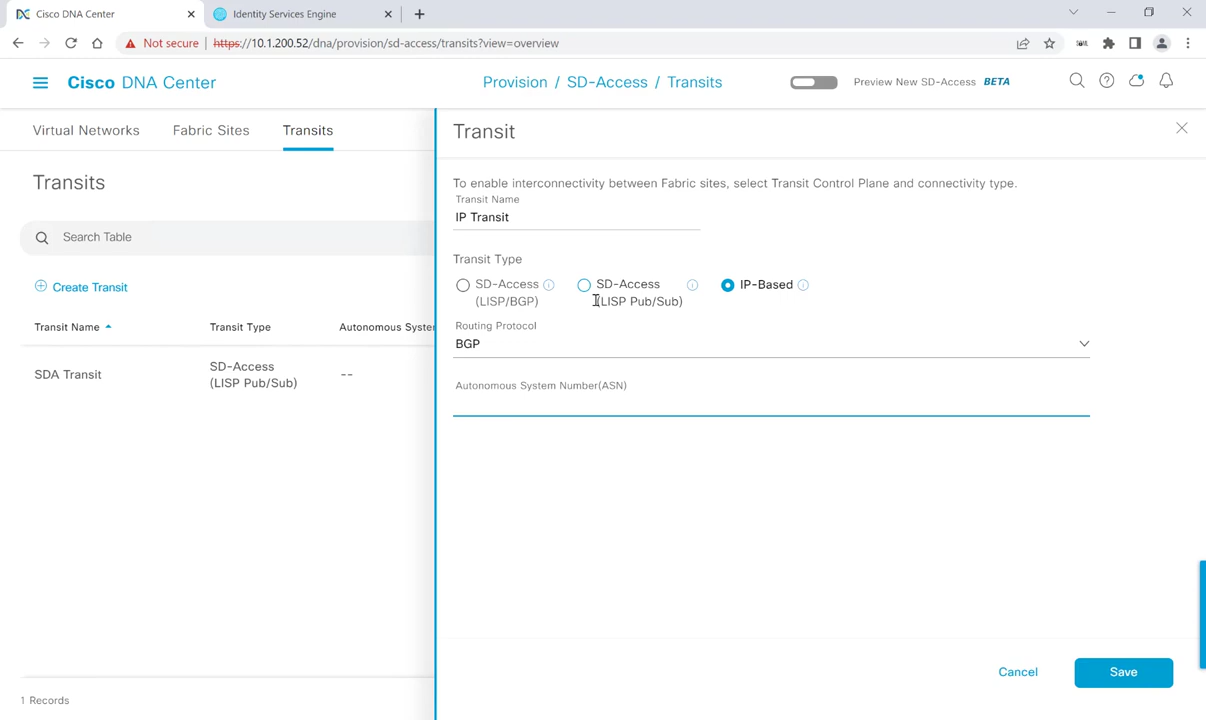 Cisco DNA Center
Identity Services Engine
Not secure | https://10.1.200.52/dna/provision/sd-access/transits?view=overview
Cisco DNA Center
Provision / SD-Access / Transits
Preview New SD-Access BETA
Virtual Networks
Fabric Sites
Transits
Transits
Search Table
Create Transit
Transit Name
Transit Type
Autonomous Syste
SDA Transit
SD-Access
(LISP Pub/Sub)
--
1 Records
Transit
To enable interconnectivity between Fabric sites, select Transit Control Plane and connectivity type.
Transit Name
IP Transit
Transit Type
SD-Access
(LISP/BGP)
SD-Access
(LISP Pub/Sub)
IP-Based
Routing Protocol
BGP
Autonomous System Number(ASN)
Cancel
Save